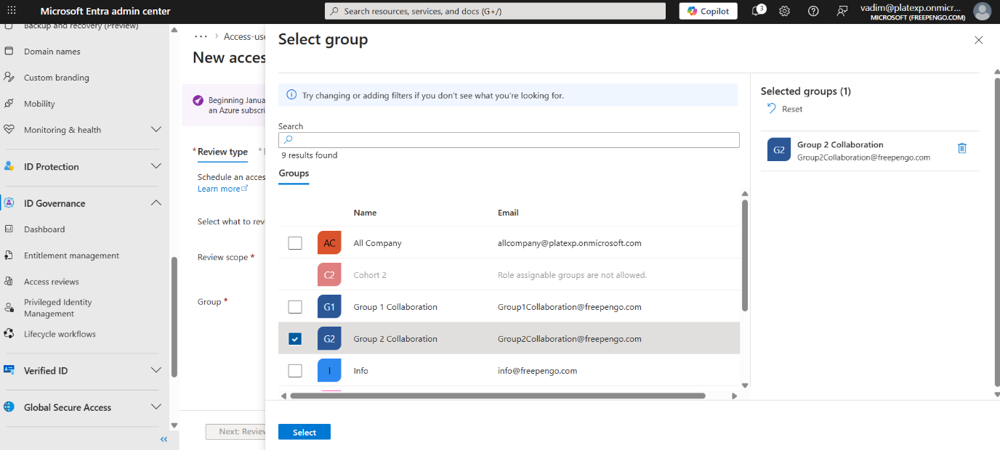 Microsoft Entra admin center
Search resources, services, and docs (G+/)
Copilot
3
vadim@platexp.onmicr...
MICROSOFT (FREEPENGO.COM)
Backup and recovery (Preview)
Domain names
Custom branding
Mobility
Monitoring & health
ID Protection
ID Governance
Dashboard
Entitlement management
Access reviews
Privileged Identity
Management
Lifecycle workflows
Verified ID
Global Secure Access
... > Access-use
New acces
Beginning Janua
an Azure subscri
*Review type *
Schedule an acces
Learn more
Select what to revi
Review scope *
Group *
Next: Review
Select group
Try changing or adding filters if you don't see what you're looking for.
Search
9 results found
Groups
Name Email
AC All Company allcompany@platexp.onmicrosoft.com
C2 Cohort 2 Role assignable groups are not allowed.
G1 Group 1 Collaboration Group1Collaboration@freepengo.com
G2 Group 2 Collaboration Group2Collaboration@freepengo.com
I Info info@freepengo.com
Select
Selected groups (1)
Reset
G2 Group 2 Collaboration
Group2Collaboration@freepengo.com